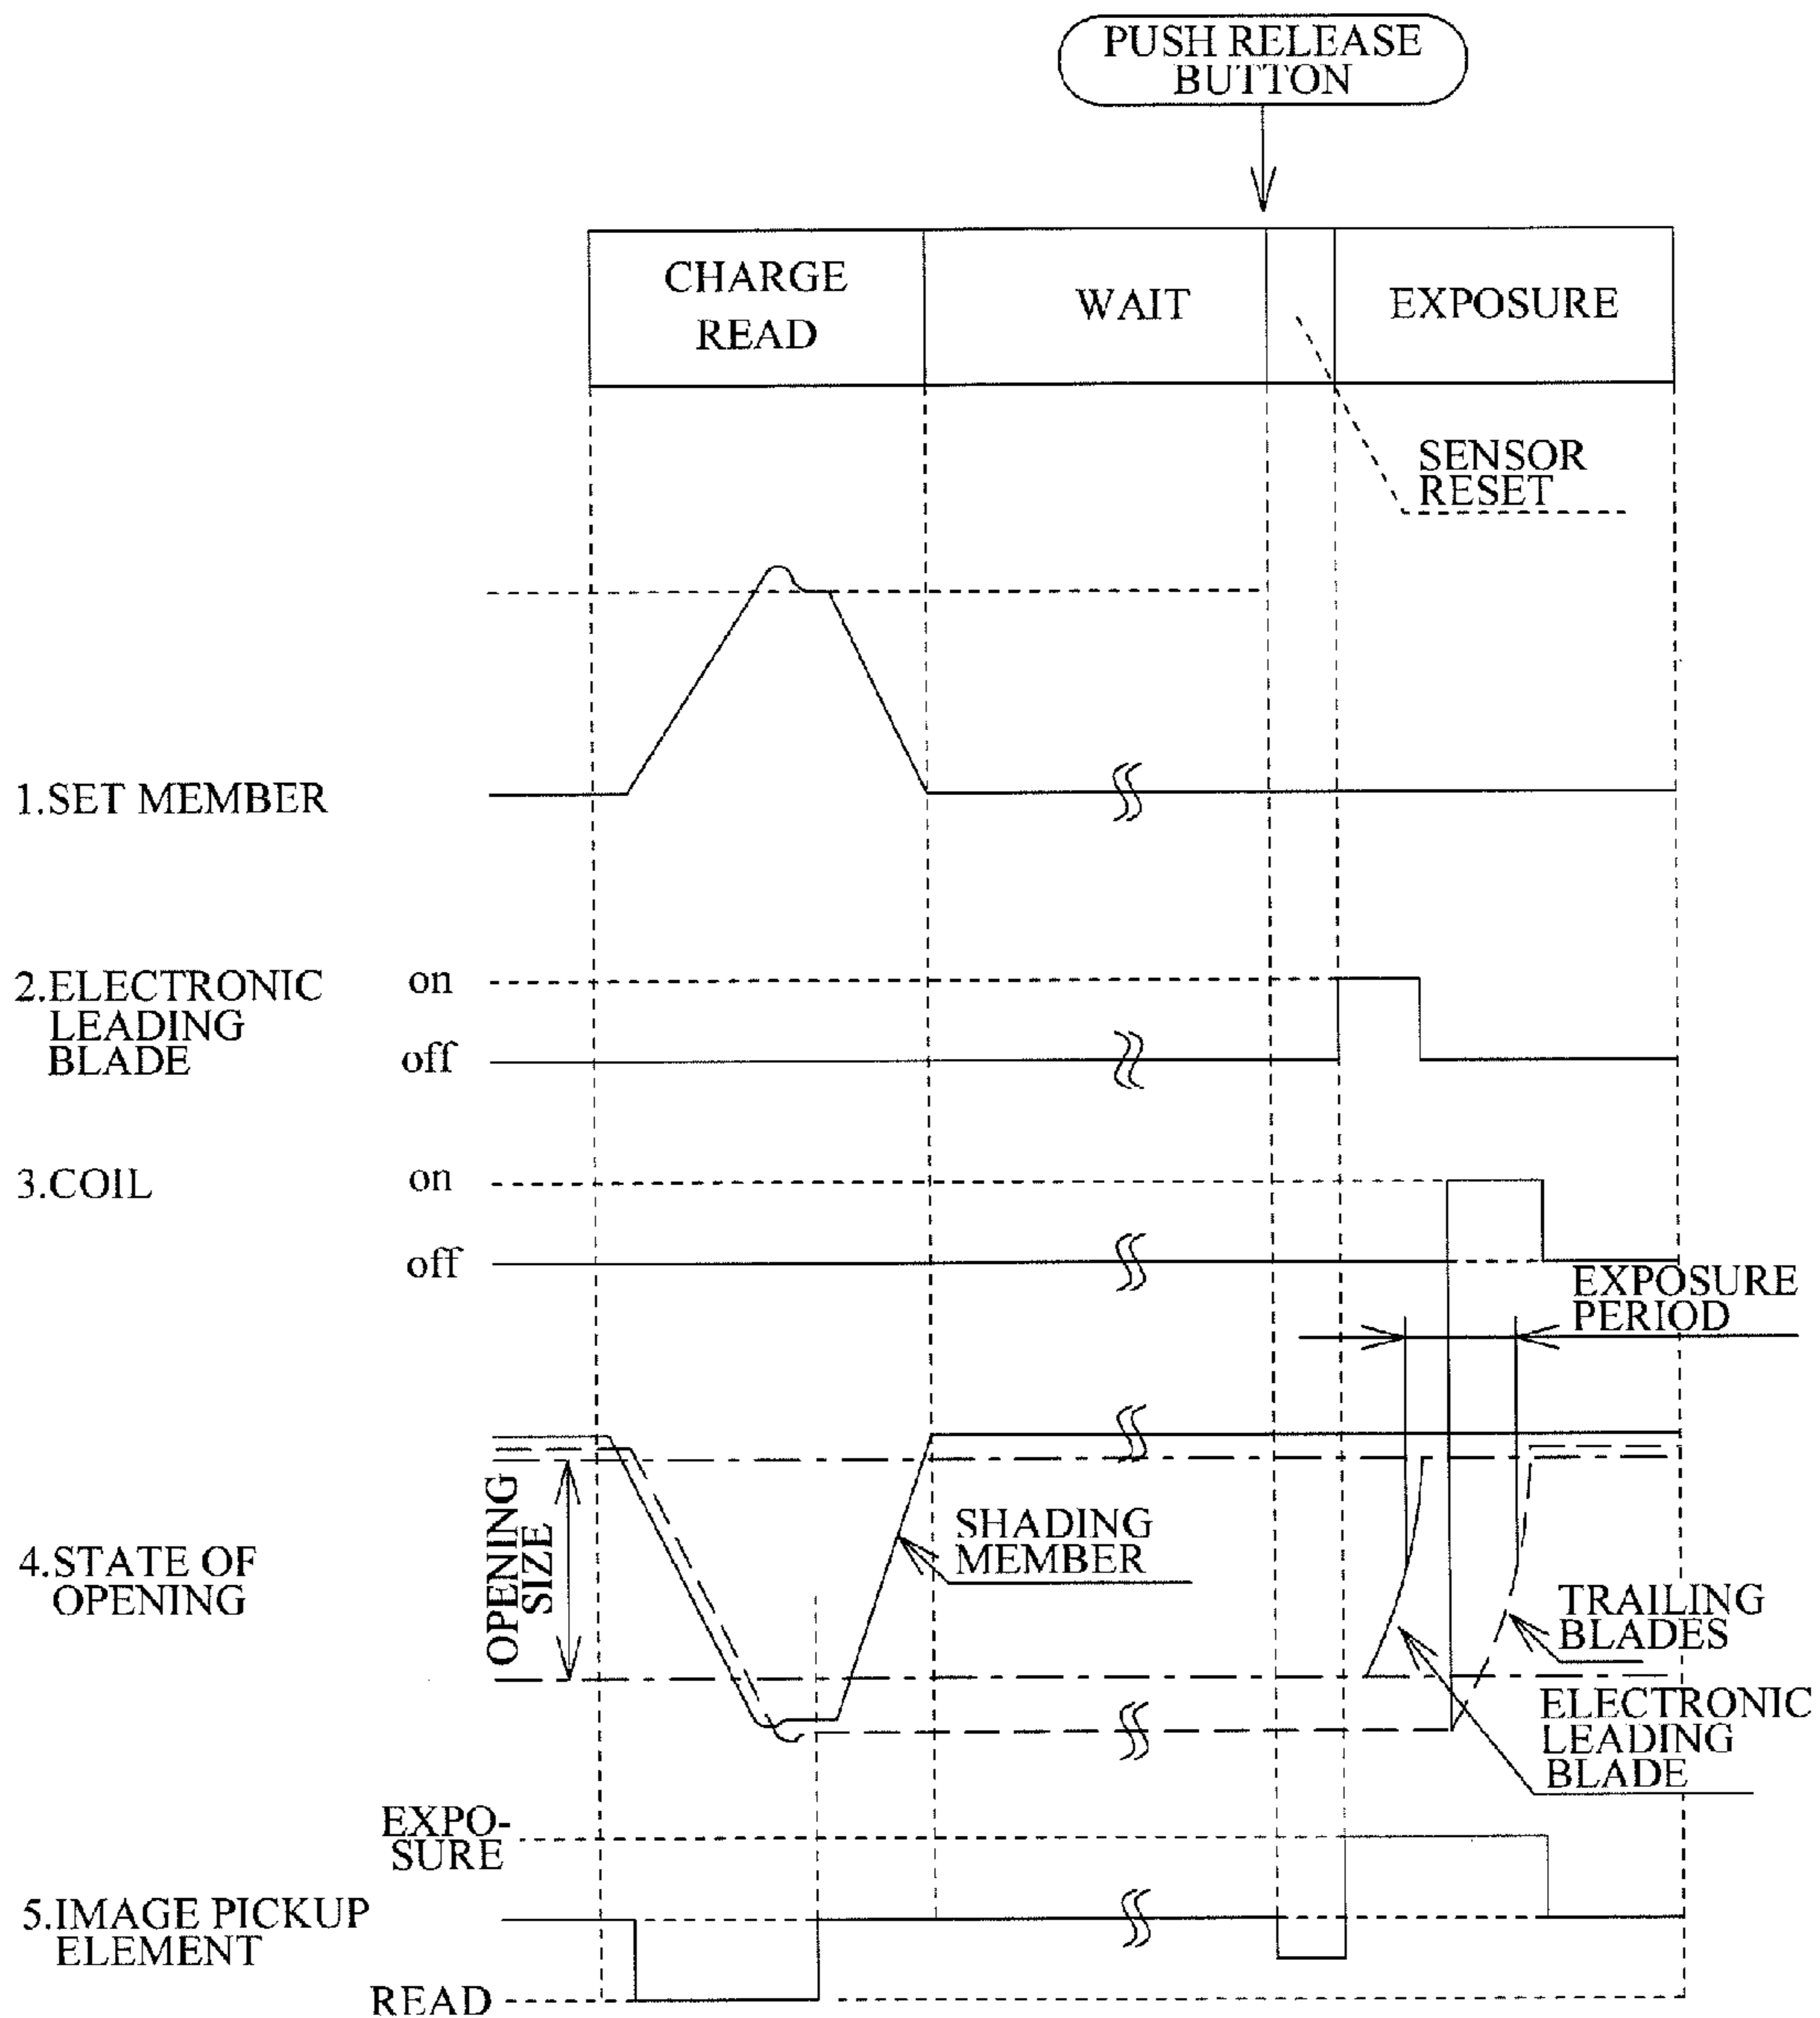 PUSH RELEASE
BUTTON
CHARGE
READ
WAIT
EXPOSURE
SENSOR
RESET
1.SET MEMBER
2.ELECTRONIC
LEADING
BLADE
on
off
3.COIL
on
off
EXPOSURE
PERIOD
4.STATE OF
OPENING
OPENING
SIZE
SHADING
MEMBER
TRAILING
BLADES
ELECTRONIC
LEADING
BLADE
EXPO-
SURE
5.IMAGE PICKUP
ELEMENT
READ